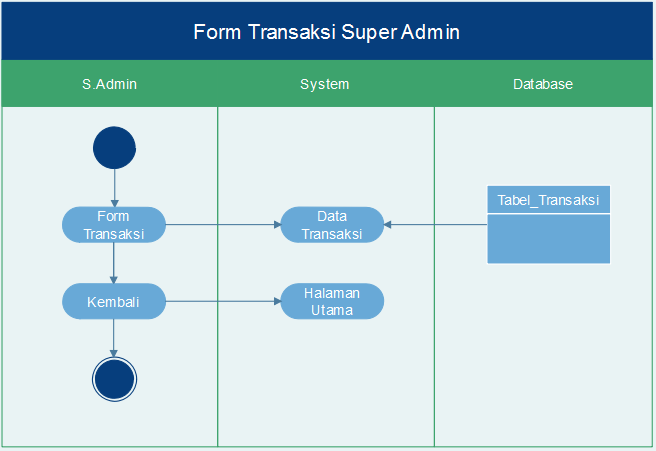 Form Transaksi Super Admin
S.Admin
System
Database
Form
Transaksi
Data
Transaksi
Tabel_Transaksi
Kembali
Halaman
Utama